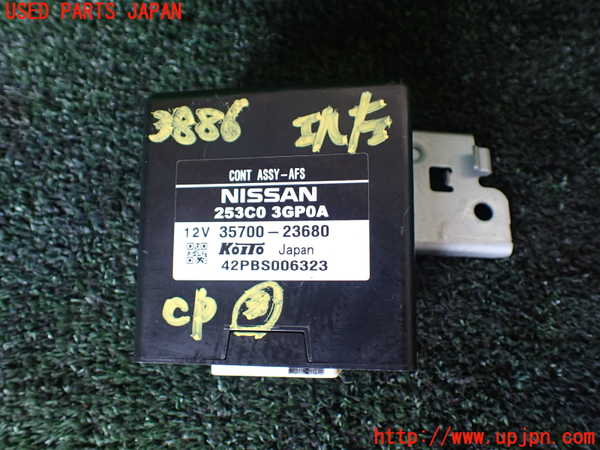 USED PARTS JAPAN
3886 エルフ
CONT ASSY-AFS
NISSAN
253C0 3GP0A
12V 35700-23680
KOITO Japan
42PBS006323
CP
http://www.upjpn.com